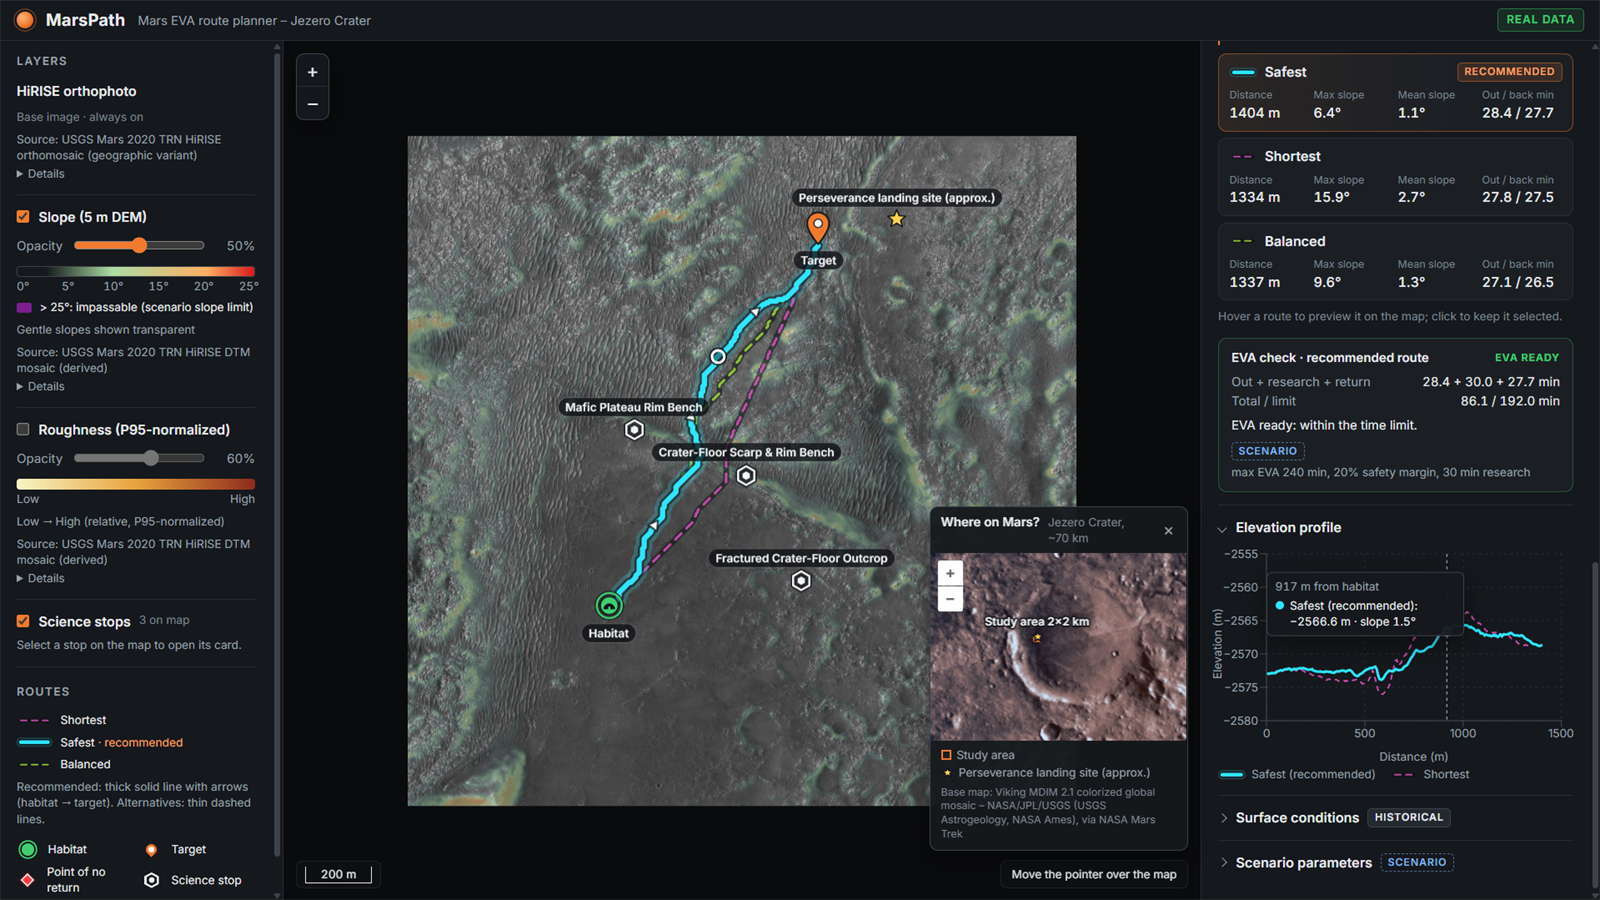 MarsPath
Mars EVA route planner – Jezero Crater
REAL DATA
LAYERS
HiRISE orthophoto
Base image · always on
Source: USGS Mars 2020 TRN HiRISE
orthomosaic (geographic variant)
▶ Details
Slope (5 m DEM)
Opacity 50%
0° 5° 10° 15° 20° 25°
> 25°: impassable (scenario slope limit)
Gentle slopes shown transparent
Source: USGS Mars 2020 TRN HiRISE DTM
mosaic (derived)
▶ Details
Roughness (P95-normalized)
Opacity 60%
Low High
Low → High (relative, P95-normalized)
Source: USGS Mars 2020 TRN HiRISE DTM
mosaic (derived)
▶ Details
Science stops 3 on map
Select a stop on the map to open its card.
ROUTES
Shortest
Safest · recommended
Balanced
Recommended: thick solid line with arrows
(habitat → target). Alternatives: thin dashed
lines.
Habitat Target
Point of no
return
Science stop
+
−
Perseverance landing site (approx.)
Target
Mafic Plateau Rim Bench
Crater-Floor Scarp & Rim Bench
Fractured Crater-Floor Outcrop
Habitat
200 m
Where on Mars? Jezero Crater,
~70 km
×
+
−
Study area 2×2 km
Study area
Perseverance landing site (approx.)
Base map: Viking MDIM 2.1 colorized global
mosaic – NASA/JPL/USGS (USGS
Astrogeology, NASA Ames), via NASA Mars
Trek
Move the pointer over the map
Safest RECOMMENDED
Distance Max slope Mean slope Out / back min
1404 m 6.4° 1.1° 28.4 / 27.7
Shortest
Distance Max slope Mean slope Out / back min
1334 m 15.9° 2.7° 27.8 / 27.5
Balanced
Distance Max slope Mean slope Out / back min
1337 m 9.6° 1.3° 27.1 / 26.5
Hover a route to preview it on the map; click to keep it selected.
EVA check · recommended route EVA READY
Out + research + return 28.4 + 30.0 + 27.7 min
Total / limit 86.1 / 192.0 min
EVA ready: within the time limit.
SCENARIO
max EVA 240 min, 20% safety margin, 30 min research
Elevation profile
−2555
−2560
−2565
−2570
−2575
−2580
Elevation (m)
917 m from habitat
Safest (recommended):
−2566.6 m · slope 1.5°
0 500 1000 1500
Distance (m)
Safest (recommended) Shortest
Surface conditions HISTORICAL
Scenario parameters SCENARIO